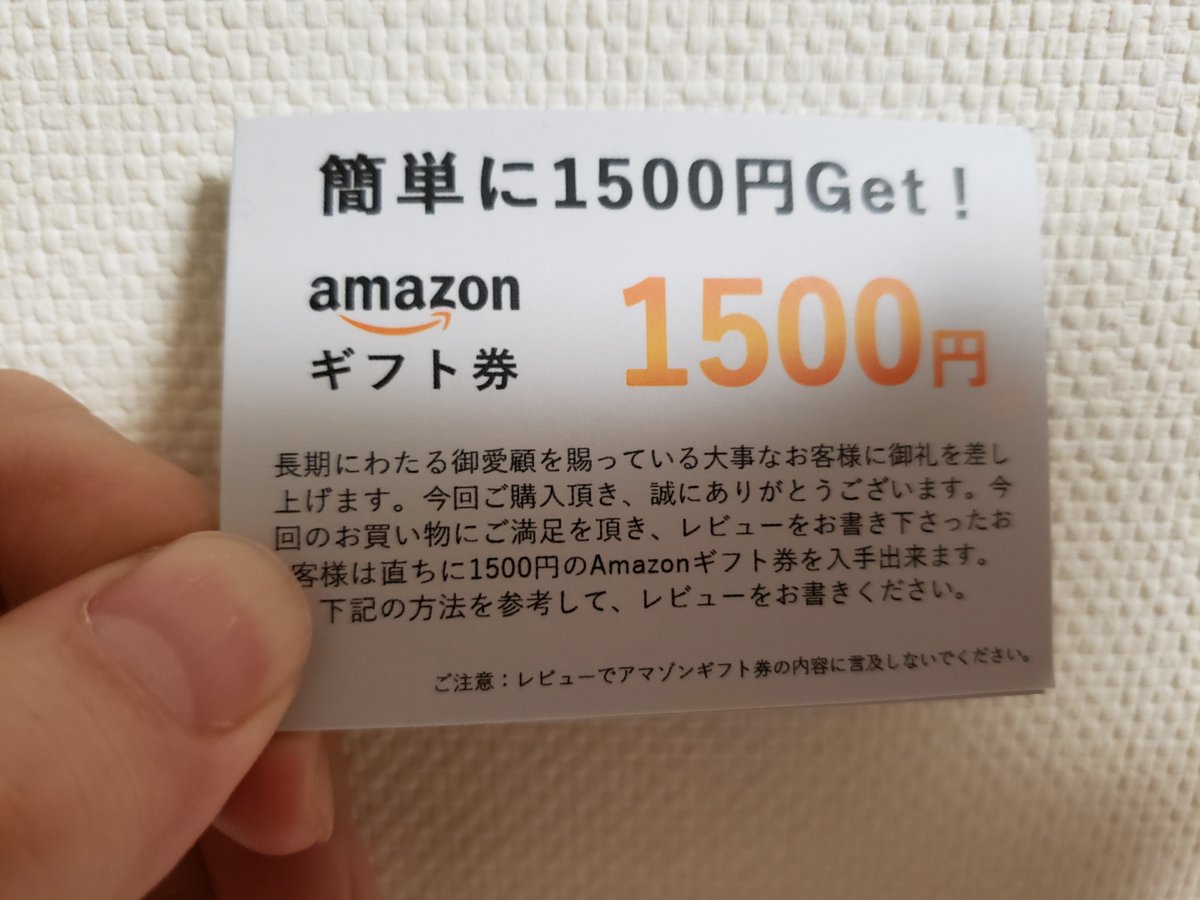 簡単に1500円Get！
amazon
ギフト券
1500円
長期にわたる御愛顧を賜っている大事なお客様に御礼を差し
上げます。今回ご購入頂き、誠にありがとうございます。今
回のお買い物にご満足を頂き、レビューをお書き下さったお
客様は直ちに1500円のAmazonギフト券を入手出来ます。
下記の方法を参考して、レビューをお書きください。
ご注意：レビューでアマゾンギフト券の内容に言及しないでください。